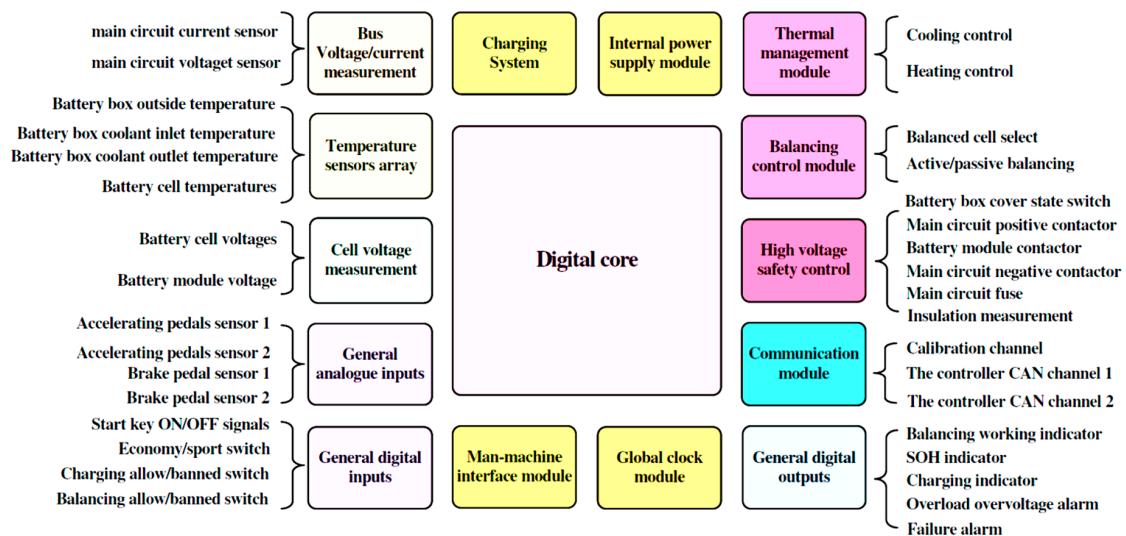 main circuit current sensor
main circuit voltaget sensor
Bus
Voltage/current
measurement
Charging
System
Internal power
supply module
Thermal
management
module
Cooling control
Heating control
Battery box outside temperature
Battery box coolant inlet temperature
Battery box coolant outlet temperature
Battery cell temperatures
Temperature
sensors array
Balancing
control module
Balanced cell select
Active/passive balancing
Battery cell voltages
Battery module voltage
Cell voltage
measurement
Digital core
High voltage
safety control
Battery box cover state switch
Main circuit positive contactor
Battery module contactor
Main circuit negative contactor
Main circuit fuse
Insulation measurement
Accelerating pedals sensor 1
Accelerating pedals sensor 2
Brake pedal sensor 1
Brake pedal sensor 2
General
analogue inputs
Communication
module
Calibration channel
The controller CAN channel 1
The controller CAN channel 2
Start key ON/OFF signals
Economy/sport switch
Charging allow/banned switch
Balancing allow/banned switch
General digital
inputs
Man-machine
interface module
Global clock
module
General digital
outputs
Balancing working indicator
SOH indicator
Charging indicator
Overload overvoltage alarm
Failure alarm